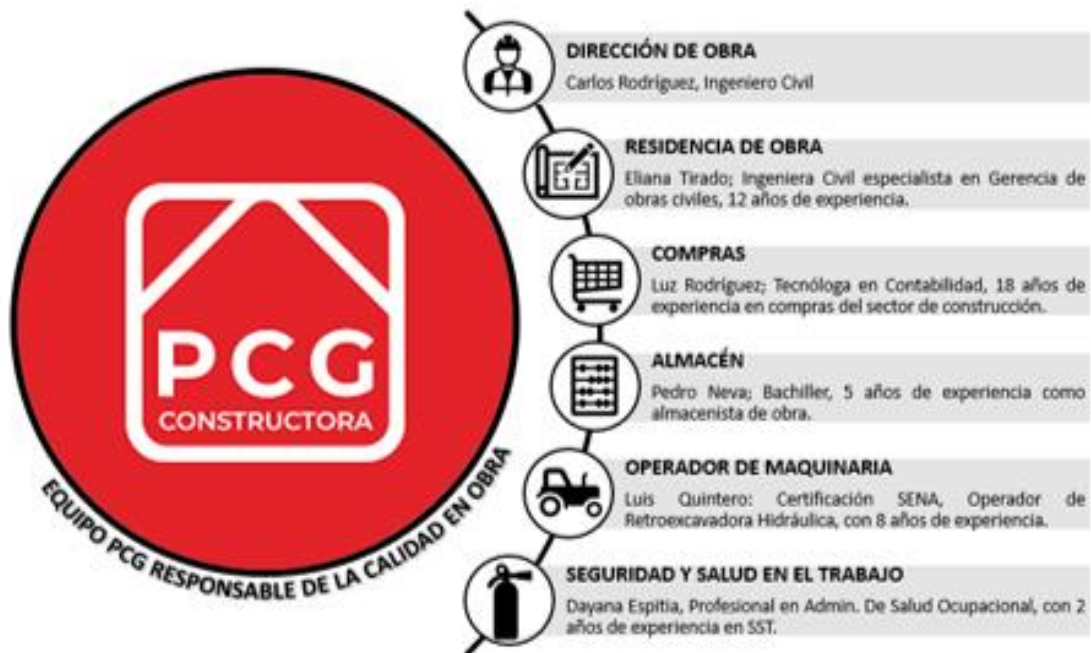 PCG
CONSTRUCTORA
EQUIPO PCG RESPONSABLE DE LA CALIDAD EN OBRA
DIRECCIÓN DE OBRA
Carlos Rodríguez, Ingeniero Civil
RESIDENCIA DE OBRA
Eliana Tirado; Ingeniera Civil especialista en Gerencia de
obras civiles, 12 años de experiencia.
COMPRAS
Luz Rodríguez; Tecnóloga en Contabilidad, 18 años de
experiencia en compras del sector de construcción.
ALMACÉN
Pedro Neva; Bachiller, 5 años de experiencia como
almacenista de obra.
OPERADOR DE MAQUINARIA
Luis Quintero: Certificación SENA, Operador de
Retroexcavadora Hidráulica, con 8 años de experiencia.
SEGURIDAD Y SALUD EN EL TRABAJO
Dayana Espitia, Profesional en Admin. De Salud Ocupacional, con 2
años de experiencia en SST.